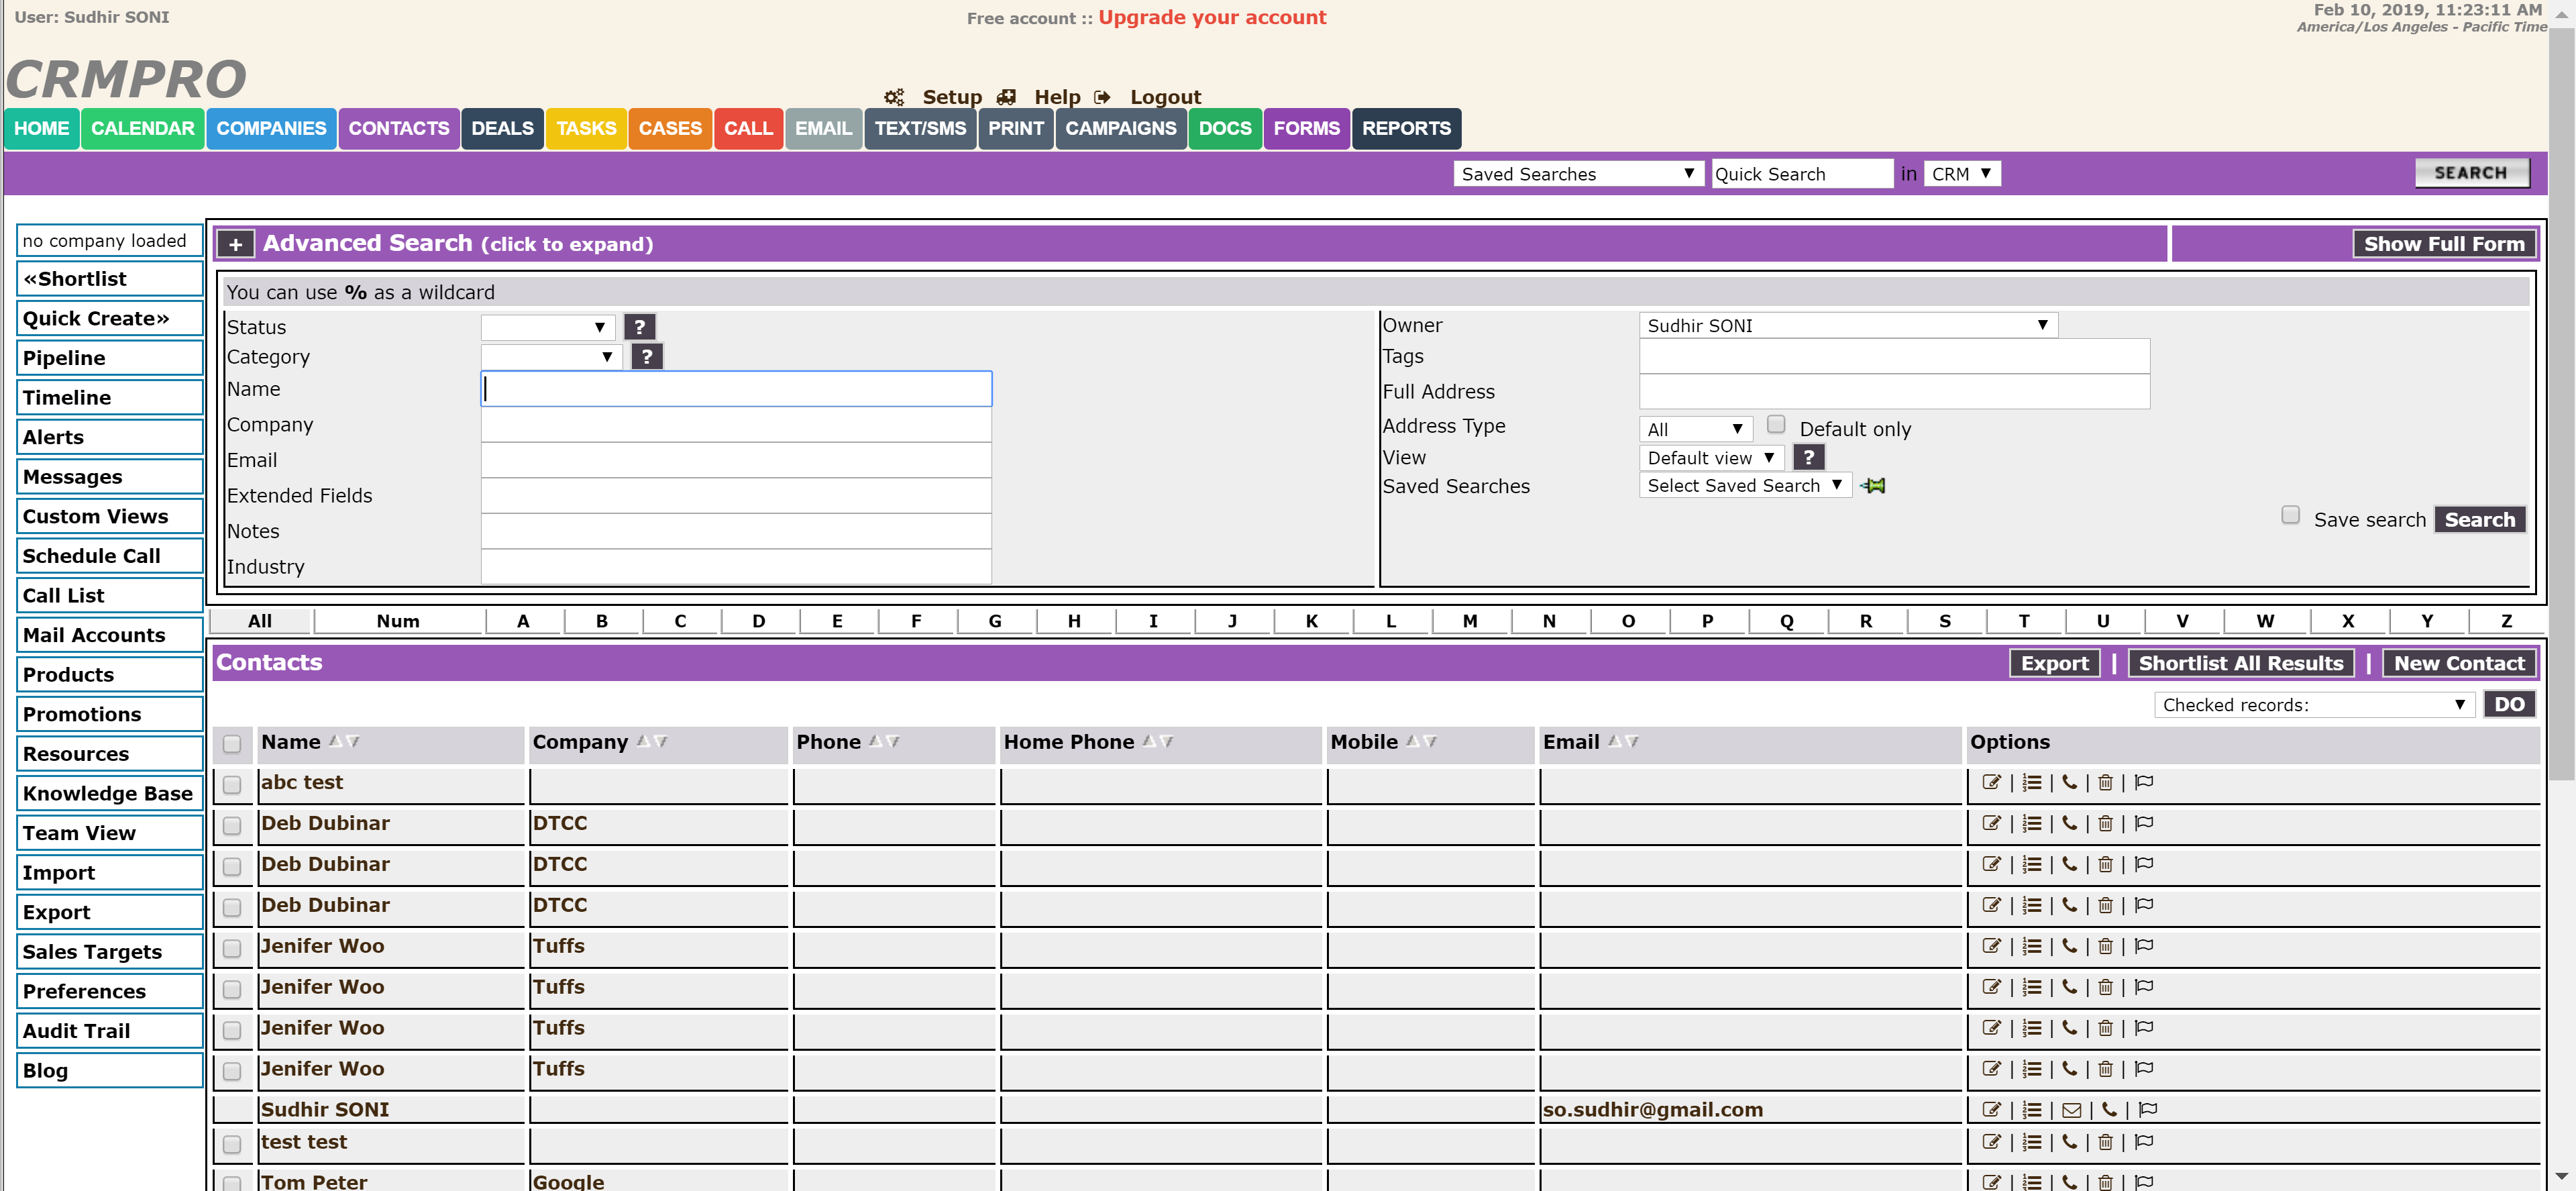 User: Sudhir SONI
Free account :: Upgrade your account
Feb 10, 2019, 11:23:11 AM
America/Los Angeles - Pacific Time
CRMPRO
Setup Help Logout
HOME CALENDAR COMPANIES CONTACTS DEALS TASKS CASES CALL EMAIL TEXT/SMS PRINT CAMPAIGNS DOCS FORMS REPORTS
Saved Searches Quick Search in CRM SEARCH
no company loaded
«Shortlist
Quick Create»
Pipeline
Timeline
Alerts
Messages
Custom Views
Schedule Call
Call List
Mail Accounts
Products
Promotions
Resources
Knowledge Base
Team View
Import
Export
Sales Targets
Preferences
Audit Trail
Blog
+ Advanced Search (click to expand) Show Full Form
You can use % as a wildcard
Status ?
Category ?
Name
Company
Email
Extended Fields
Notes
Industry
Owner Sudhir SONI
Tags
Full Address
Address Type All Default only
View Default view ?
Saved Searches Select Saved Search
Save search Search
All Num A B C D E F G H I J K L M N O P Q R S T U V W X Y Z
Contacts Export | Shortlist All Results | New Contact
Checked records: DO
Name Company Phone Home Phone Mobile Email Options
abc test | | | |
Deb Dubinar DTCC | | | |
Deb Dubinar DTCC | | | |
Deb Dubinar DTCC | | | |
Jenifer Woo Tuffs | | | |
Jenifer Woo Tuffs | | | |
Jenifer Woo Tuffs | | | |
Jenifer Woo Tuffs | | | |
Sudhir SONI so.sudhir@gmail.com | | | |
test test | | | |
Tom Peter Google | | | |